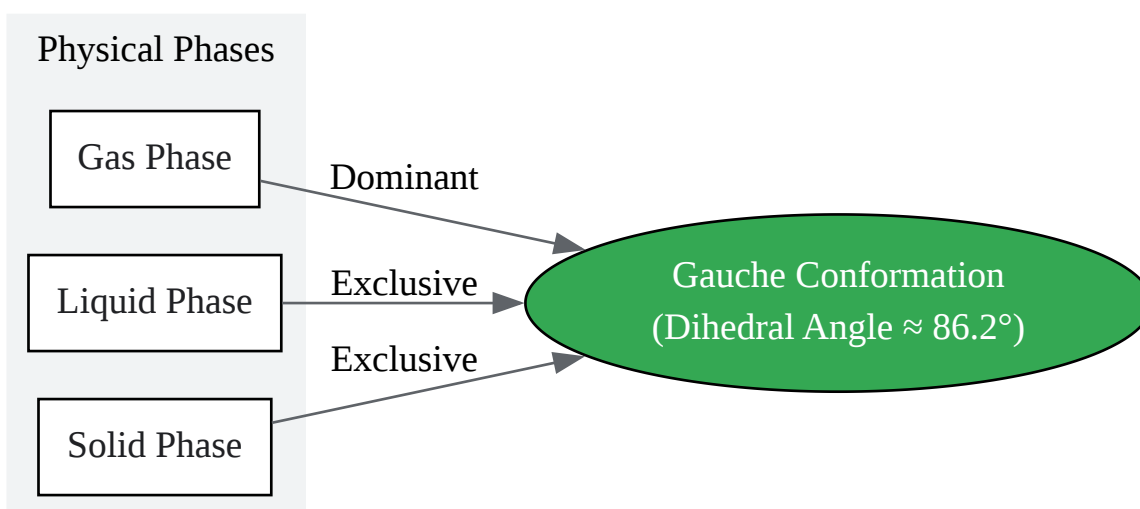 Physical Phases
Gas Phase
Dominant
Liquid Phase
Exclusive
Solid Phase
Exclusive
Gauche Conformation
(Dihedral Angle ≈ 86.2°)